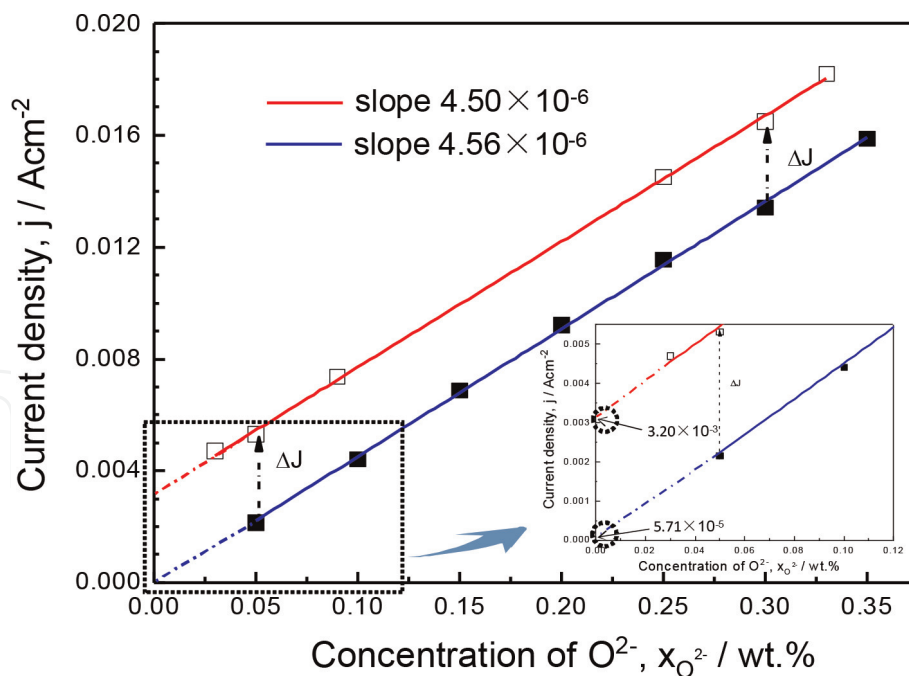 0.020
0.016
0.012
0.008
0.004
0.000
Current density, j / Acm⁻²
slope 4.50×10⁻⁶
slope 4.56×10⁻⁶
ΔJ
ΔJ
0.00 0.05 0.10 0.15 0.20 0.25 0.30 0.35
Concentration of O²⁻, x_O²⁻ / wt.%
0.005
0.004
0.003
0.002
0.001
0.000
Current density, j / Acm⁻²
ΔJ
3.20×10⁻³
5.71×10⁻⁵
0.00 0.02 0.04 0.06 0.08 0.10 0.12
Concentration of O²⁻, x_O²⁻ / wt.%